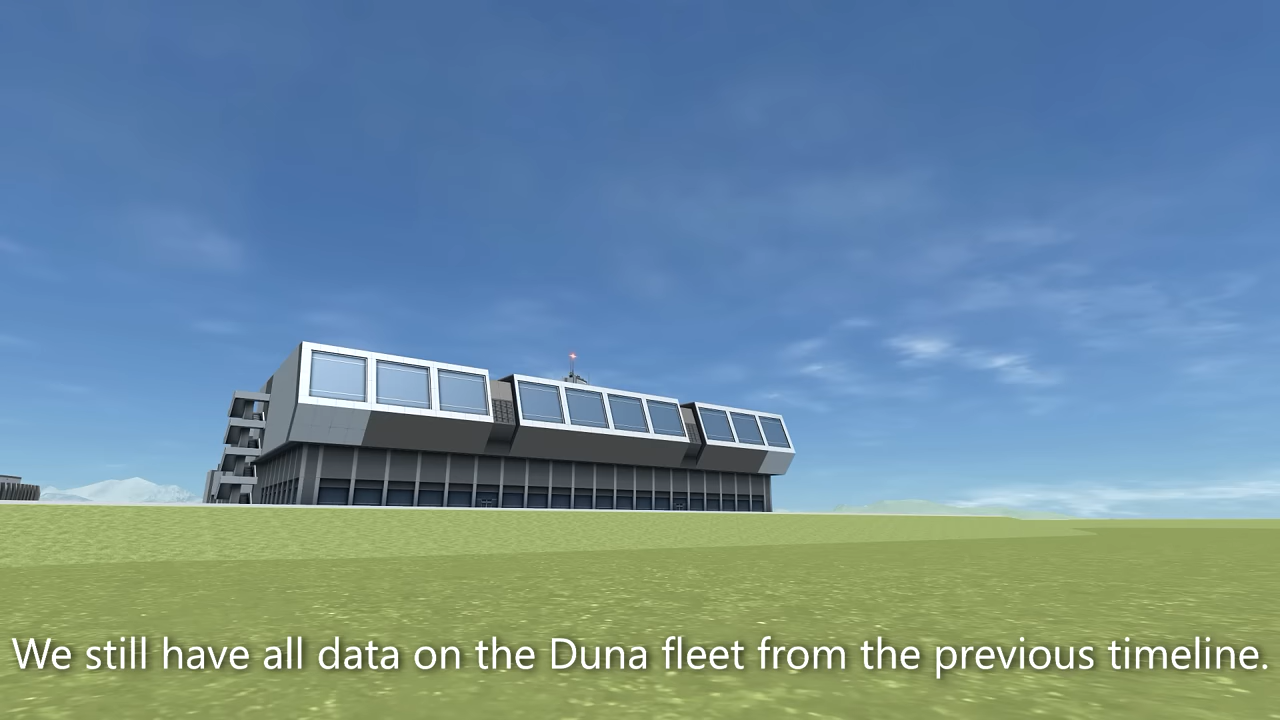 We still have all data on the Duna fleet from the previous timeline.